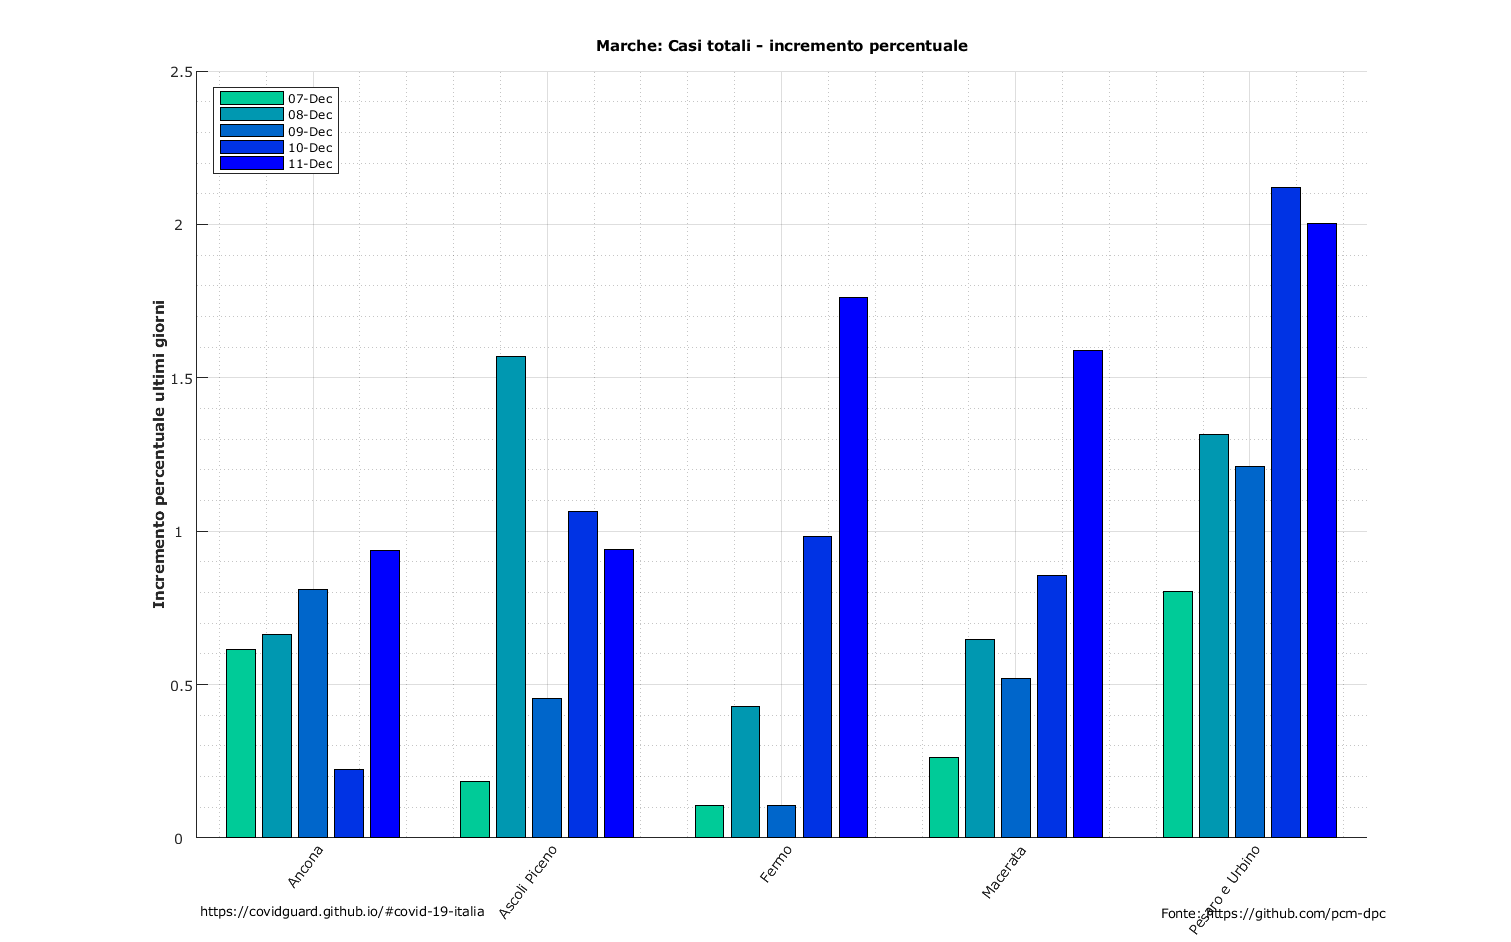 Marche: Casi totali - incremento percentuale
Incremento percentuale ultimi giorni
2.5
2
1.5
1
0.5
0
07-Dec
08-Dec
09-Dec
10-Dec
11-Dec
Ancona
Ascoli Piceno
Fermo
Macerata
Pesaro e Urbino
https://covidguard.github.io/#covid-19-italia
Fonte: https://github.com/pcm-dpc